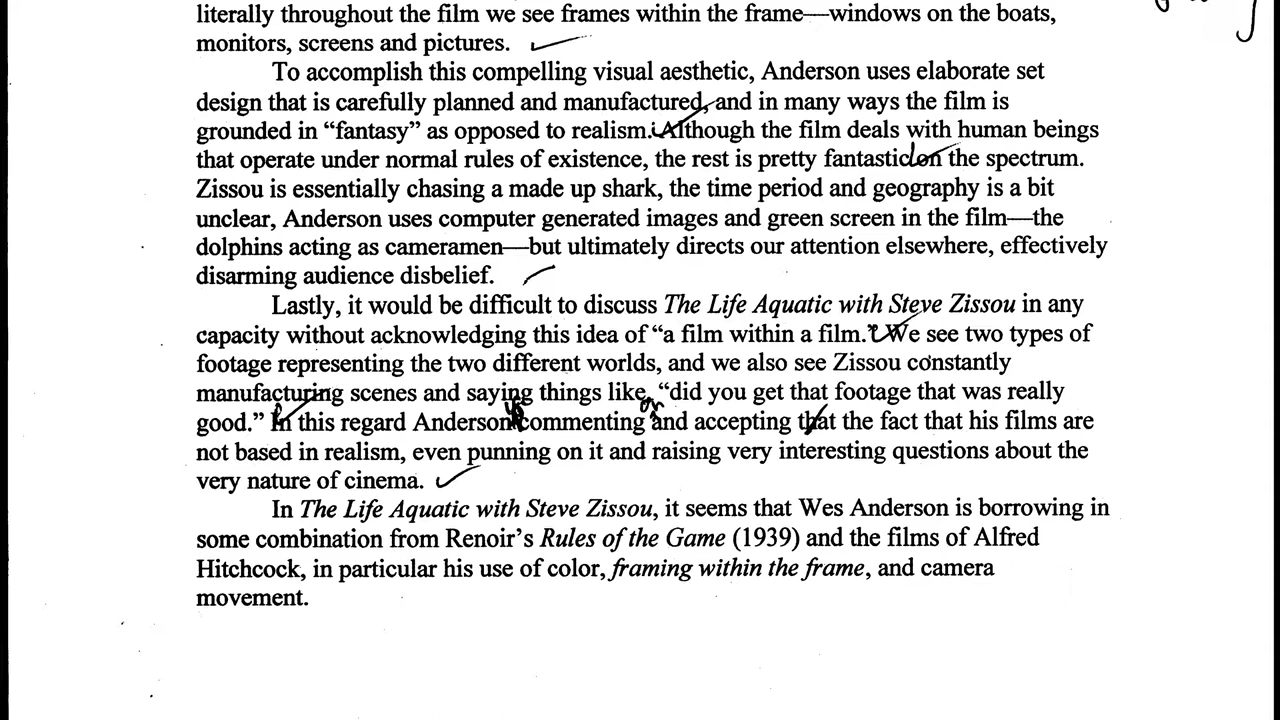 literally throughout the film we see frames within the frame—windows on the boats,
monitors, screens and pictures.
To accomplish this compelling visual aesthetic, Anderson uses elaborate set
design that is carefully planned and manufactured, and in many ways the film is
grounded in “fantasy” as opposed to realism. Although the film deals with human beings
that operate under normal rules of existence, the rest is pretty fantastic on the spectrum.
Zissou is essentially chasing a made up shark, the time period and geography is a bit
unclear, Anderson uses computer generated images and green screen in the film—the
dolphins acting as cameramen—but ultimately directs our attention elsewhere, effectively
disarming audience disbelief.
Lastly, it would be difficult to discuss The Life Aquatic with Steve Zissou in any
capacity without acknowledging this idea of “a film within a film.” We see two types of
footage representing the two different worlds, and we also see Zissou constantly
manufacturing scenes and saying things like, “did you get that footage that was really
good.” In this regard Anderson is commenting on and accepting that the fact that his films are
not based in realism, even punning on it and raising very interesting questions about the
very nature of cinema.
In The Life Aquatic with Steve Zissou, it seems that Wes Anderson is borrowing in
some combination from Renoir’s Rules of the Game (1939) and the films of Alfred
Hitchcock, in particular his use of color, framing within the frame, and camera
movement.